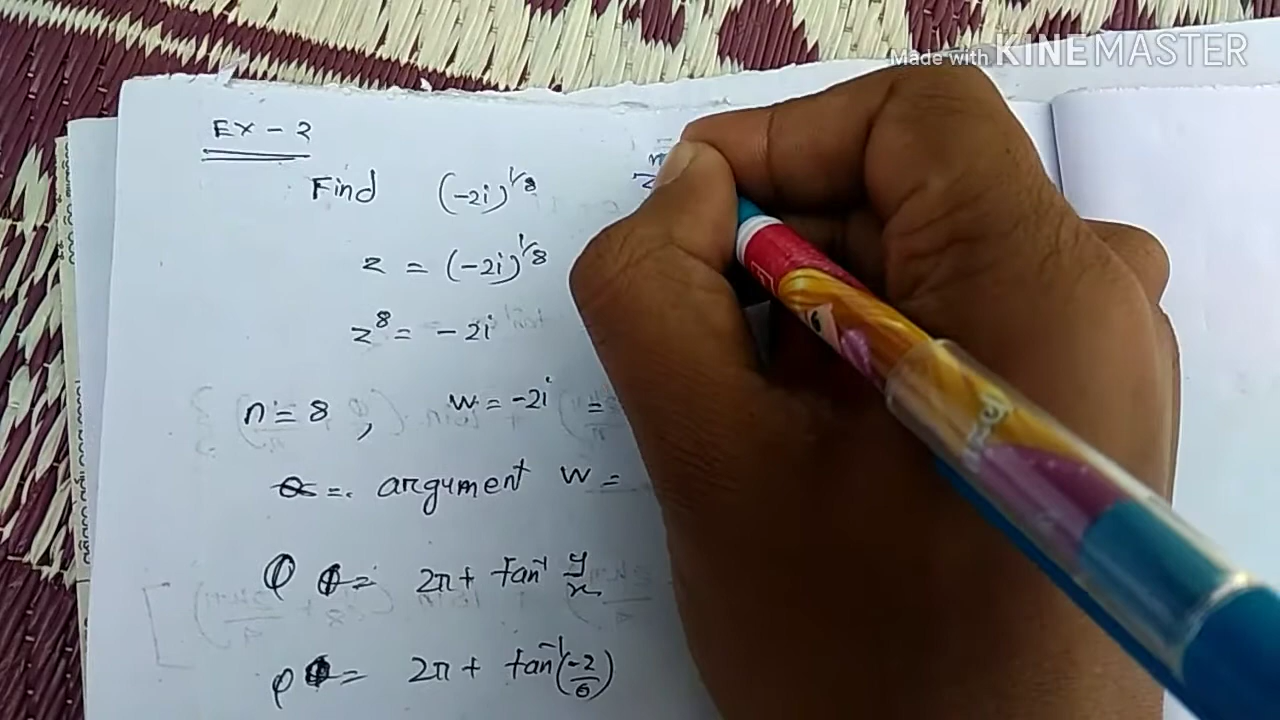 Made with KINEMASTER
EX - 2
Find (-2i)^1/8
z = (-2i)^1/8
z^8 = -2i
n = 8 , w = -2i =
argument w =
φ = 2π + tan^-1 y/x
φ = 2π + tan^-1(-2/0)